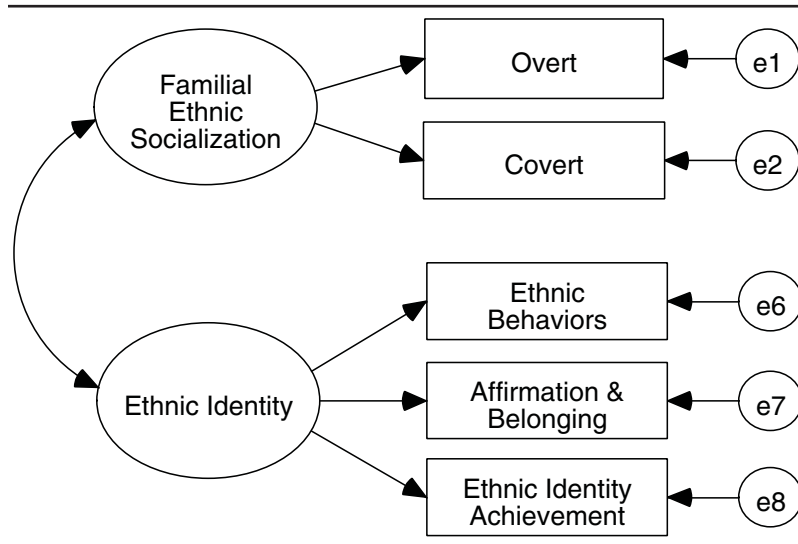 Familial
Ethnic
Socialization
Overt
e1
Covert
e2
Ethnic Identity
Ethnic
Behaviors
e6
Affirmation &
Belonging
e7
Ethnic Identity
Achievement
e8